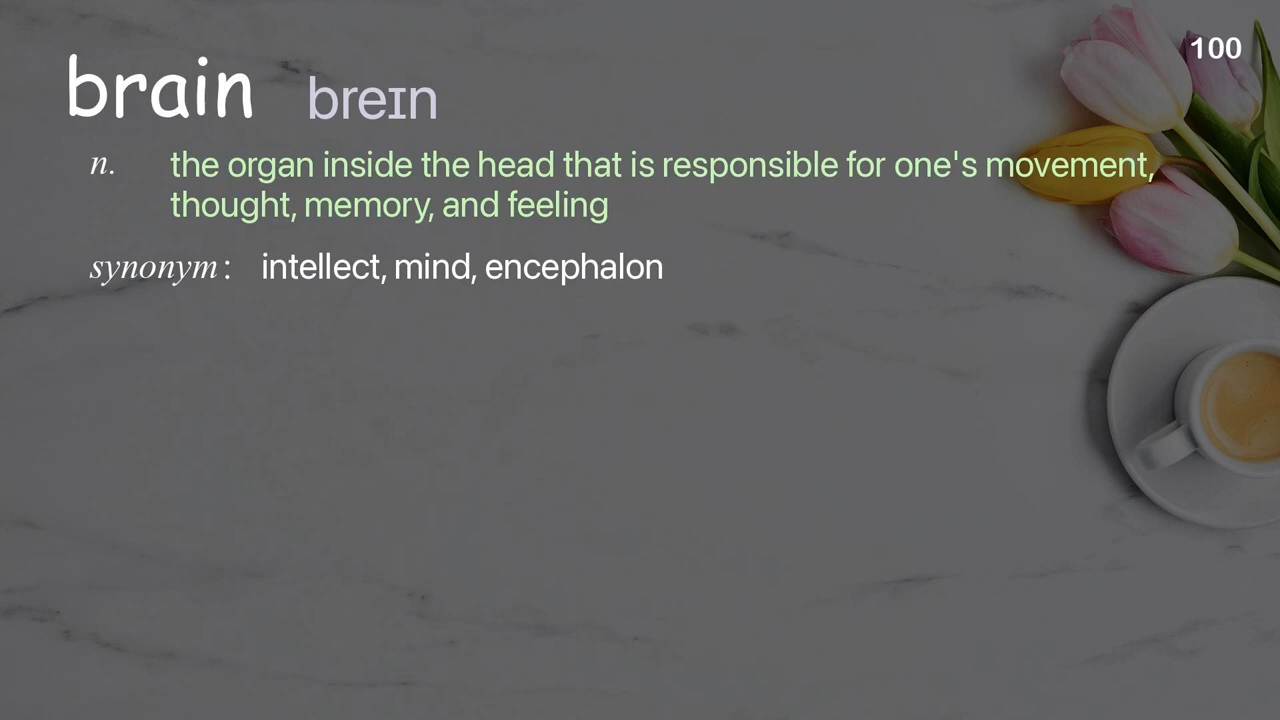 100
brain breɪn
n. the organ inside the head that is responsible for one's movement,
thought, memory, and feeling
synonym: intellect, mind, encephalon